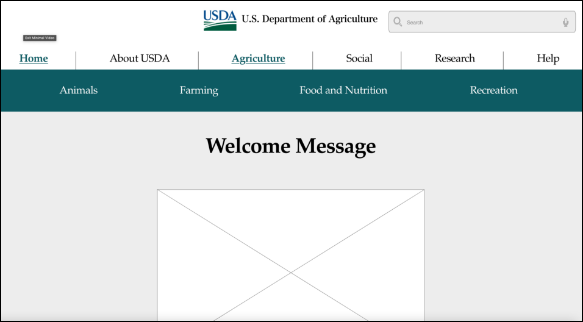 USDA
U.S. Department of Agriculture
Search
Home
About USDA
Agriculture
Social
Research
Help
Animals
Farming
Food and Nutrition
Recreation
Welcome Message